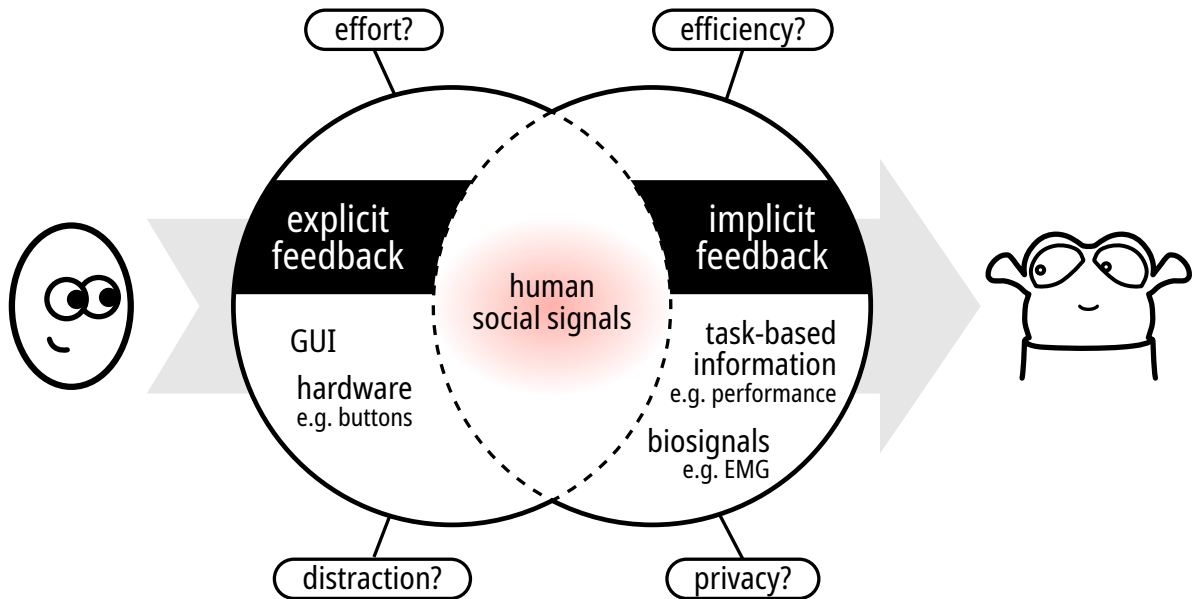 effort?
efficiency?
explicit
feedback
implicit
feedback
human
social signals
GUI
hardware
e.g. buttons
task-based
information
e.g. performance
biosignals
e.g. EMG
distraction?
privacy?